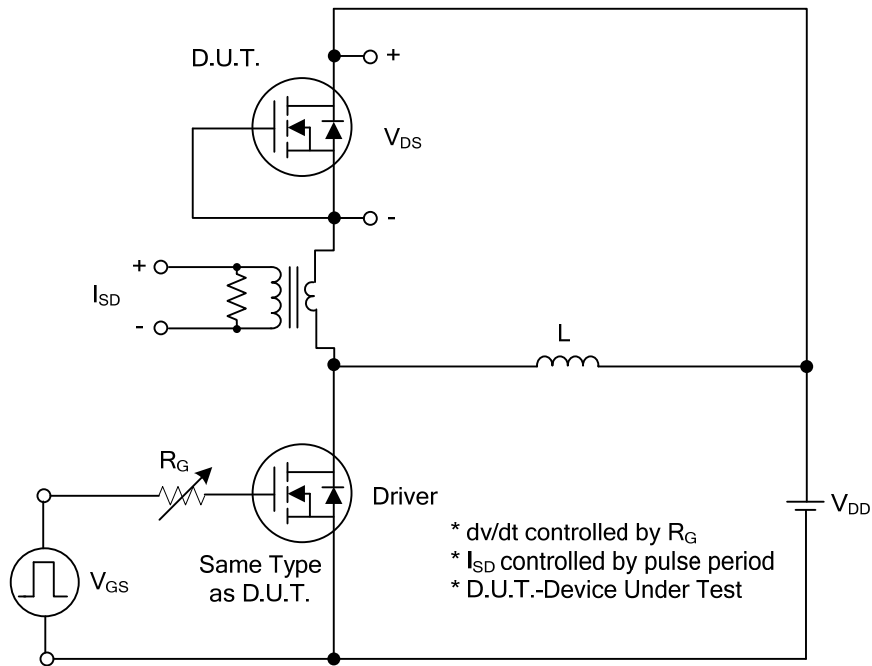 D.U.T.
+
VDS
-
+
ISD
-
L
RG
Driver
VDD
VGS
Same Type
as D.U.T.
* dv/dt controlled by RG
* ISD controlled by pulse period
* D.U.T.-Device Under Test